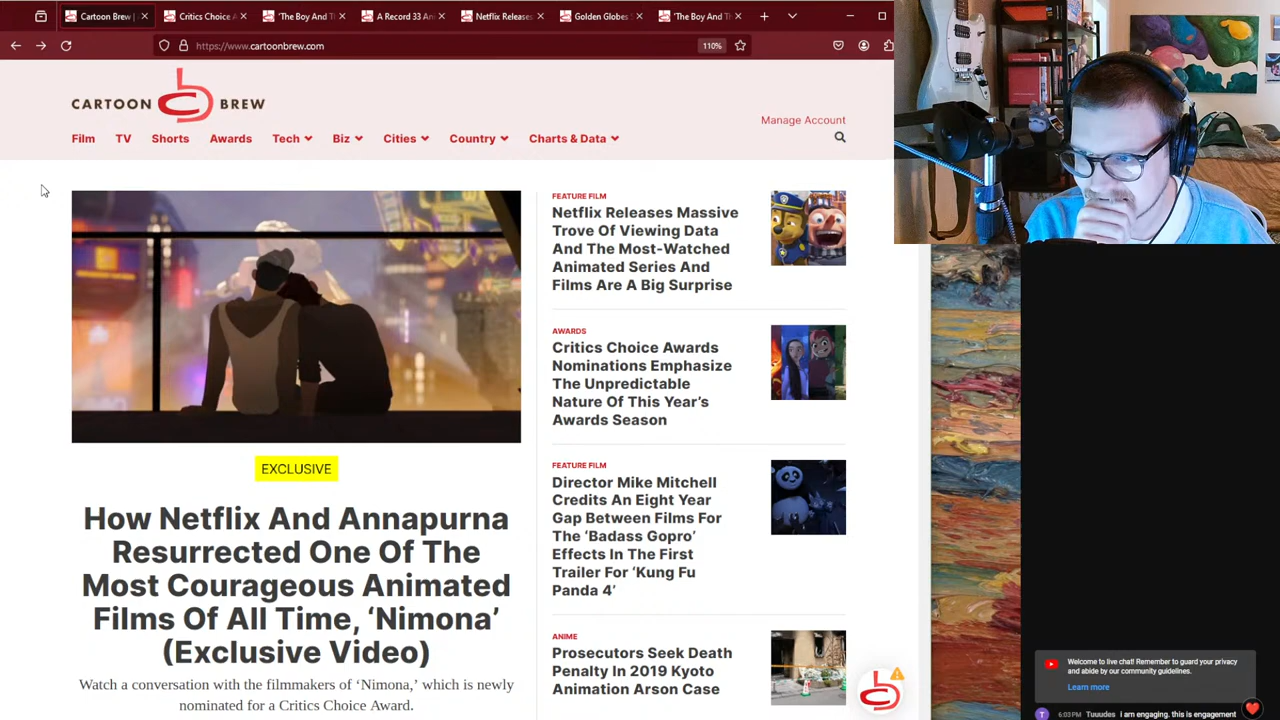 Cartoon Brew |
Critics Choice A
'The Boy And T
A Record 33 An
Netflix Releases
Golden Globes
'The Boy And T
https://www.cartoonbrew.com
110%
CARTOON BREW
Manage Account
Film TV Shorts Awards Tech Biz Cities Country Charts & Data
EXCLUSIVE
How Netflix And Annapurna
Resurrected One Of The
Most Courageous Animated
Films Of All Time, ‘Nimona’
(Exclusive Video)
Watch a conversation with the filmmakers of ‘Nimona,’ which is newly
nominated for a Critics Choice Award.
FEATURE FILM
Netflix Releases Massive
Trove Of Viewing Data
And The Most-Watched
Animated Series And
Films Are A Big Surprise
AWARDS
Critics Choice Awards
Nominations Emphasize
The Unpredictable
Nature Of This Year’s
Awards Season
FEATURE FILM
Director Mike Mitchell
Credits An Eight Year
Gap Between Films For
The ‘Badass Gopro’
Effects In The First
Trailer For ‘Kung Fu
Panda 4’
ANIME
Prosecutors Seek Death
Penalty In 2019 Kyoto
Animation Arson Case
Welcome to live chat! Remember to guard your privacy
and abide by our community guidelines.
Learn more
T 6:03 PM Tuuudes i am engaging. this is engagement